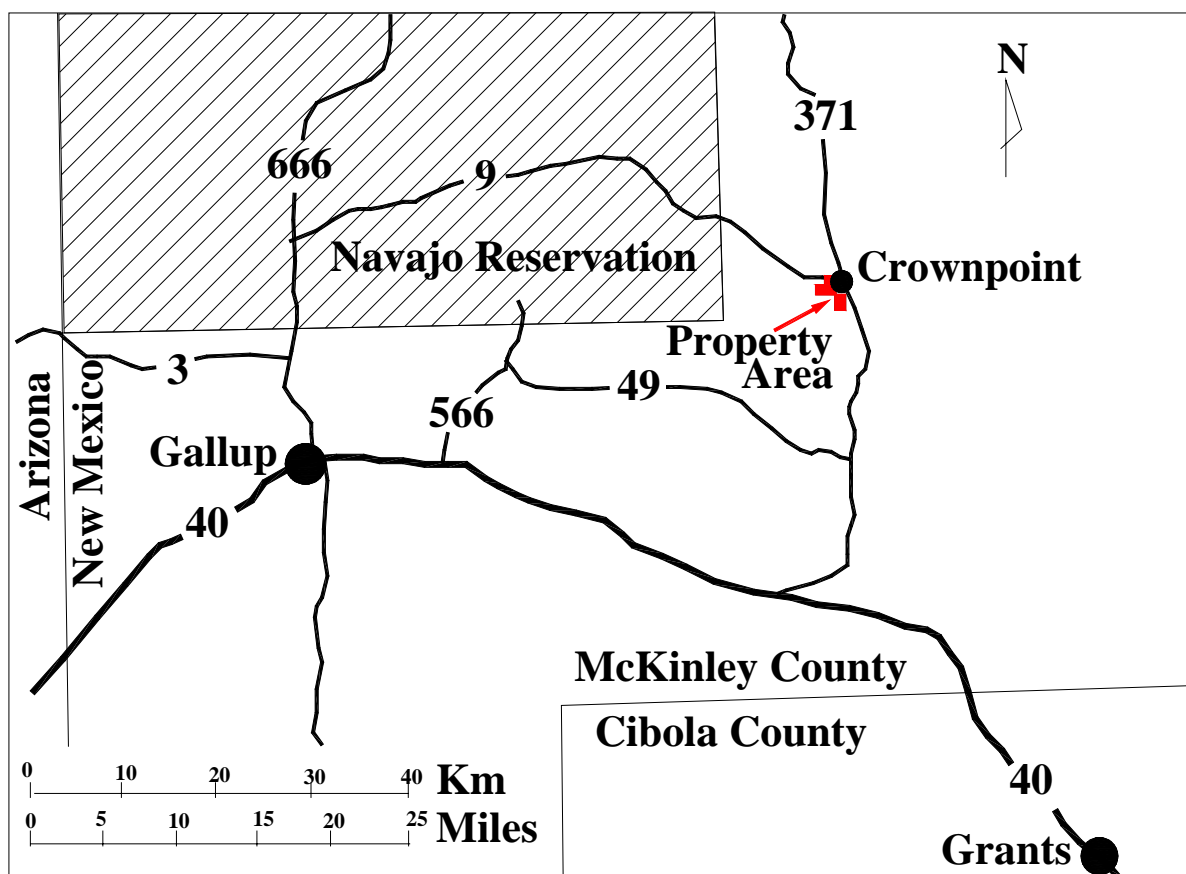 N
371
666
9
Navajo Reservation
Crownpoint
Property
Area
3
49
566
Arizona
New Mexico
Gallup
40
McKinley County
Cibola County
0 10 20 30 40 Km
0 5 10 15 20 25 Miles
40
Grants